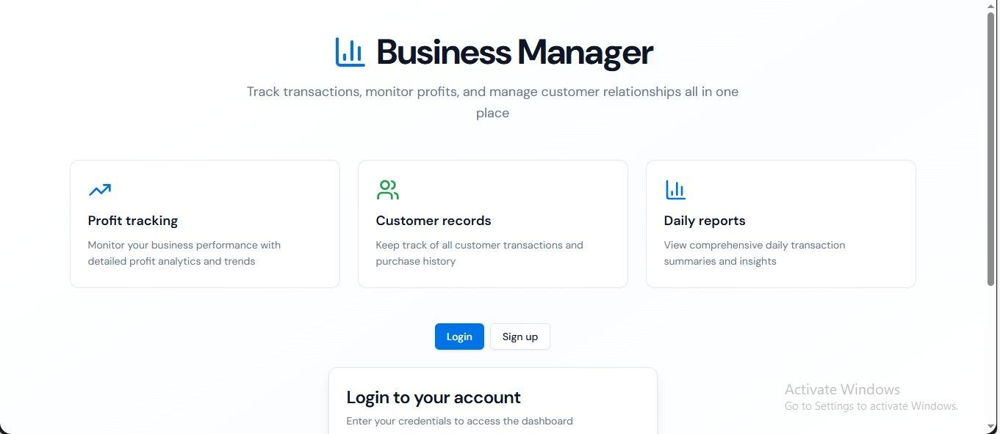 Business Manager
Track transactions, monitor profits, and manage customer relationships all in one
place
Profit tracking
Monitor your business performance with
detailed profit analytics and trends
Customer records
Keep track of all customer transactions and
purchase history
Daily reports
View comprehensive daily transaction
summaries and insights
Login
Sign up
Login to your account
Enter your credentials to access the dashboard
Activate Windows
Go to Settings to activate Windows.